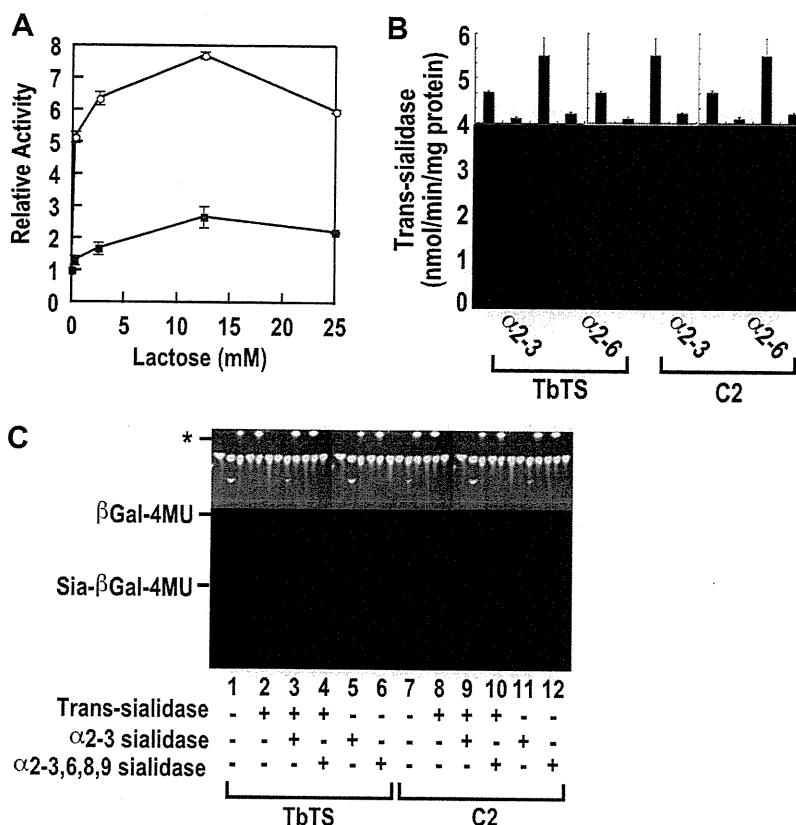 A
8
7
6
5
4
3
2
1
0
Relative Activity
0 5 10 15 20 25
Lactose (mM)
B
6
5
4
3
2
1
0
Trans-sialidase
(nmol/min/mg protein)
α2-3 α2-6 α2-3 α2-6
TbTS C2
C
*
βGal-4MU
Sia-βGal-4MU
1 2 3 4 5 6 7 8 9 10 11 12
Trans-sialidase - + + + - - - + + + - -
α2-3 sialidase - - + - + - - - + - + -
α2-3,6,8,9 sialidase - - - + - + - - - + - +
TbTS C2